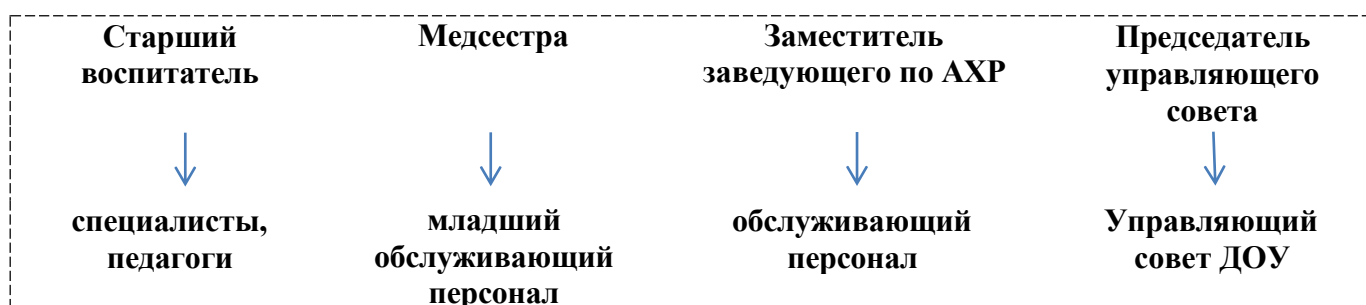 Старший
воспитатель
Медсестра
Заместитель
заведующего по АХР
Председатель
управляющего
совета
специалисты,
педагоги
младший
обслуживающий
персонал
обслуживающий
персонал
Управляющий
совет ДОУ